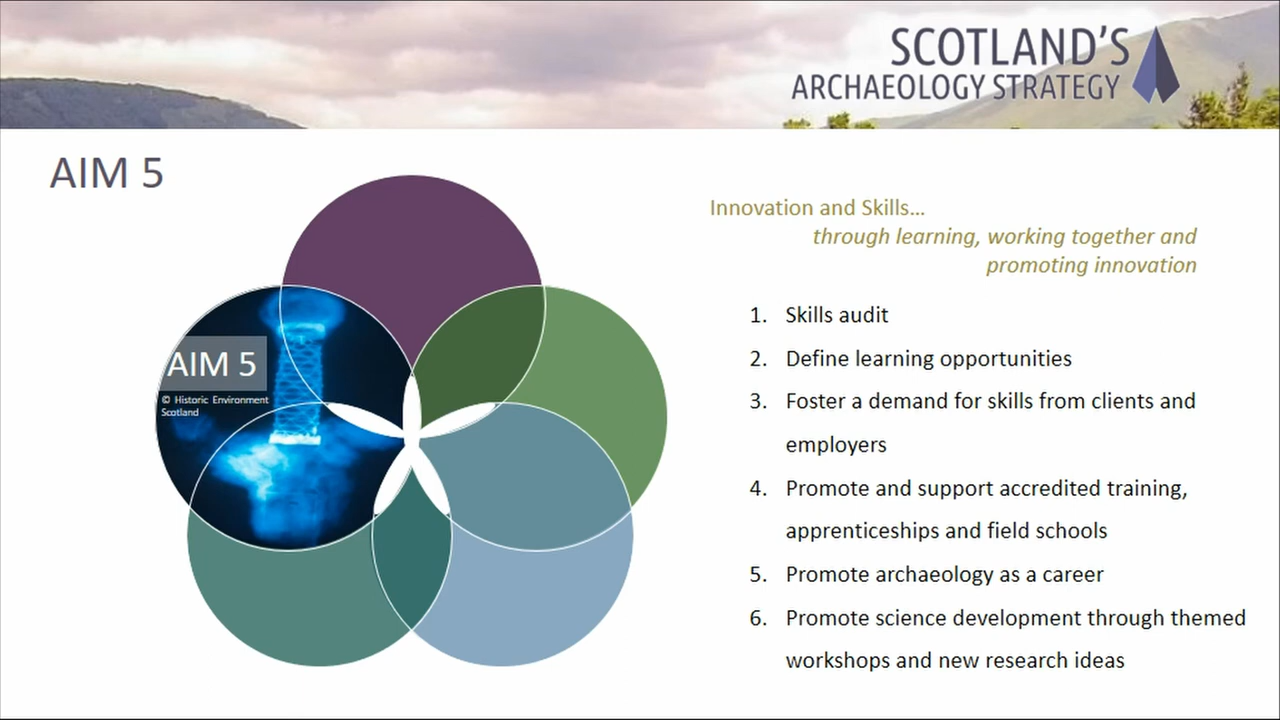 SCOTLAND'S
ARCHAEOLOGY STRATEGY
AIM 5
Innovation and Skills...
through learning, working together and
promoting innovation
AIM 5
© Historic Environment
Scotland
1. Skills audit
2. Define learning opportunities
3. Foster a demand for skills from clients and
employers
4. Promote and support accredited training,
apprenticeships and field schools
5. Promote archaeology as a career
6. Promote science development through themed
workshops and new research ideas